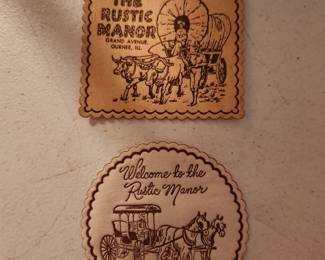 THE
RUSTIC
MANOR
GRAND AVENUE,
GURNEE, ILL.
Welcome to the
Rustic Manor